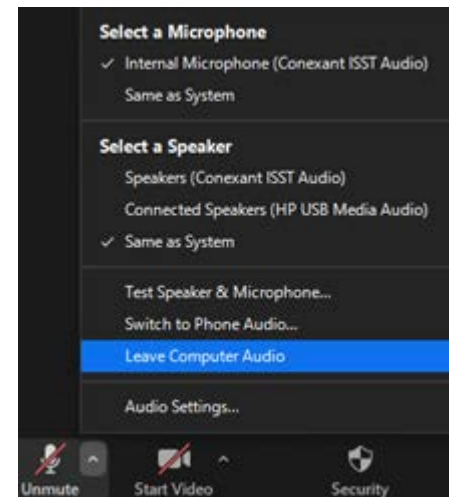 Select a Microphone
Internal Microphone (Conexant ISST Audio)
Same as System
Select a Speaker
Speakers (Conexant ISST Audio)
Connected Speakers (HP USB Media Audio)
Same as System
Test Speaker & Microphone...
Switch to Phone Audio...
Leave Computer Audio
Audio Settings...
Unmute Start Video Security